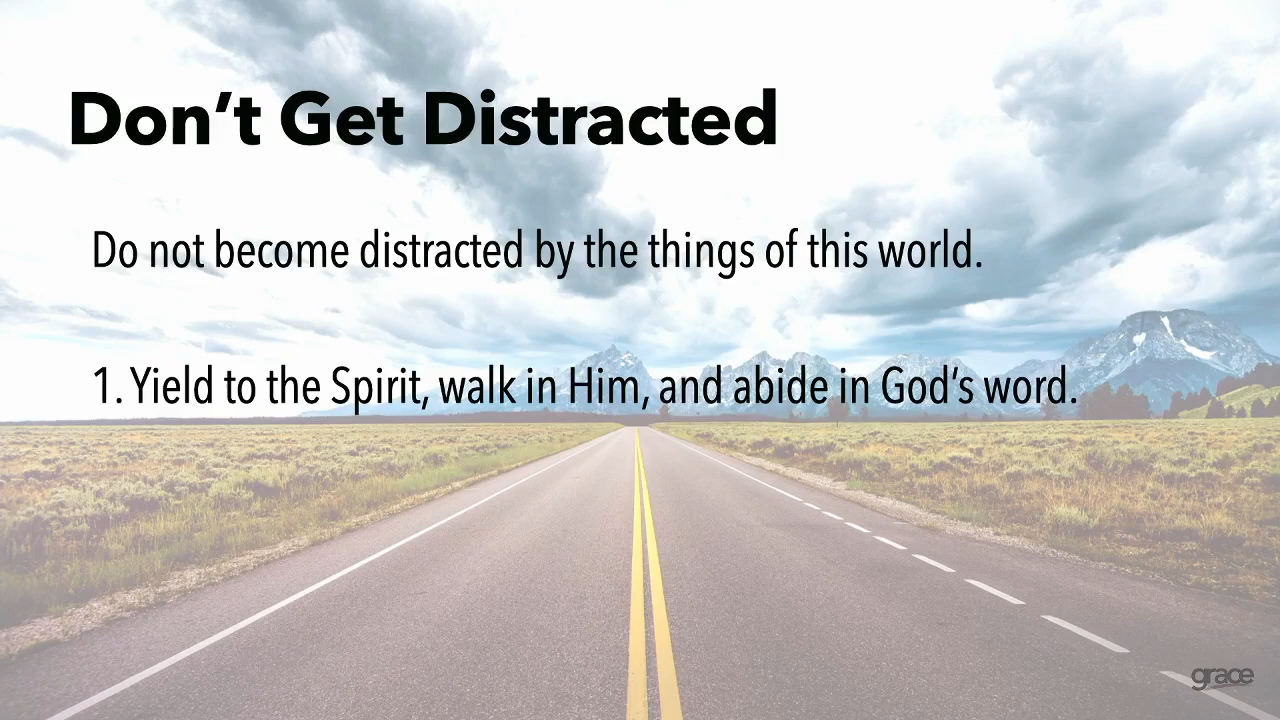 Don’t Get Distracted
Do not become distracted by the things of this world.
1. Yield to the Spirit, walk in Him, and abide in God’s word.
grace